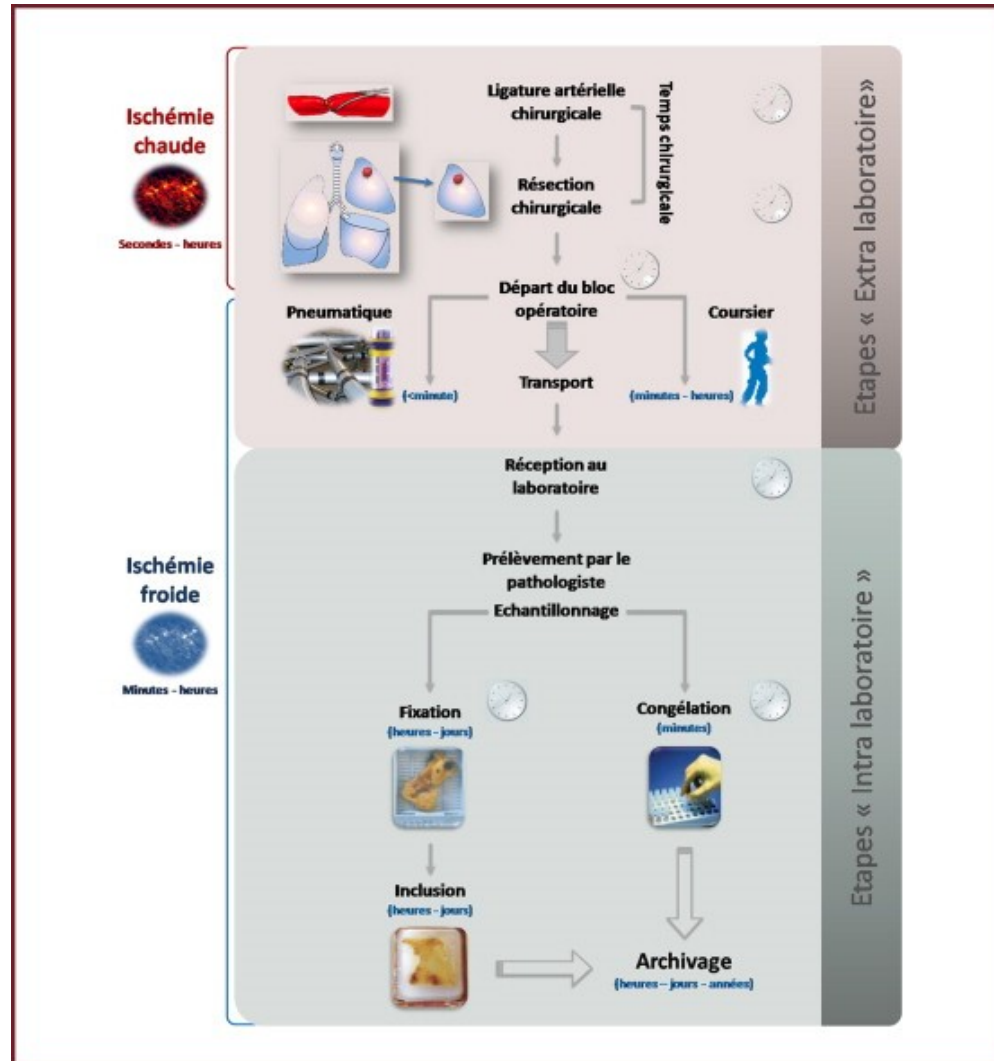 Ischémie
chaude
Secondes - heures
Ligature artérielle
chirurgicale
Temps chirurgicale
Résection
chirurgicale
Départ du bloc
opératoire
Pneumatique
(<minute)
Transport
Coursier
(minutes - heures)
Etapes « Extra laboratoire»
Ischémie
froide
Minutes - heures
Réception au
laboratoire
Prélèvement par le
pathologiste
Echantillonnage
Fixation
(heures - jours)
Congélation
(minutes)
Inclusion
(heures - jours)
Archivage
(heures – jours - années)
Etapes « Intra laboratoire »